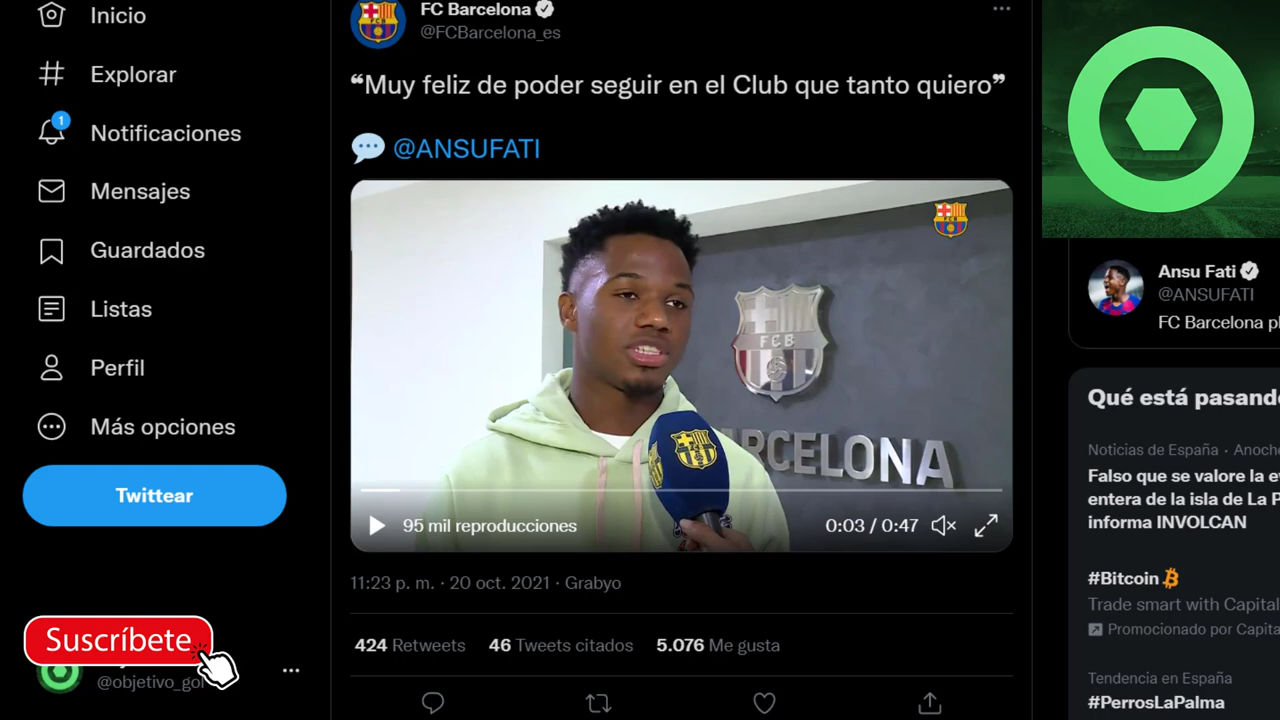 Inicio
Explorar
1
Notificaciones
Mensajes
Guardados
Listas
Perfil
Más opciones
Twittear
Suscríbete
@objetivo_gol
FC Barcelona
@FCBarcelona_es
“Muy feliz de poder seguir en el Club que tanto quiero”
@ANSUFATI
FCB
BARCELONA
95 mil reproducciones
0:03 / 0:47
11:23 p. m. · 20 oct. 2021 · Grabyo
424 Retweets 46 Tweets citados 5.076 Me gusta
Ansu Fati
@ANSUFATI
FC Barcelona pl
Qué está pasando
Noticias de España · Anoche
Falso que se valore la e
entera de la isla de La P
informa INVOLCAN
#Bitcoin
Trade smart with Capital
Promocionado por Capita
Tendencia en España
#PerrosLaPalma